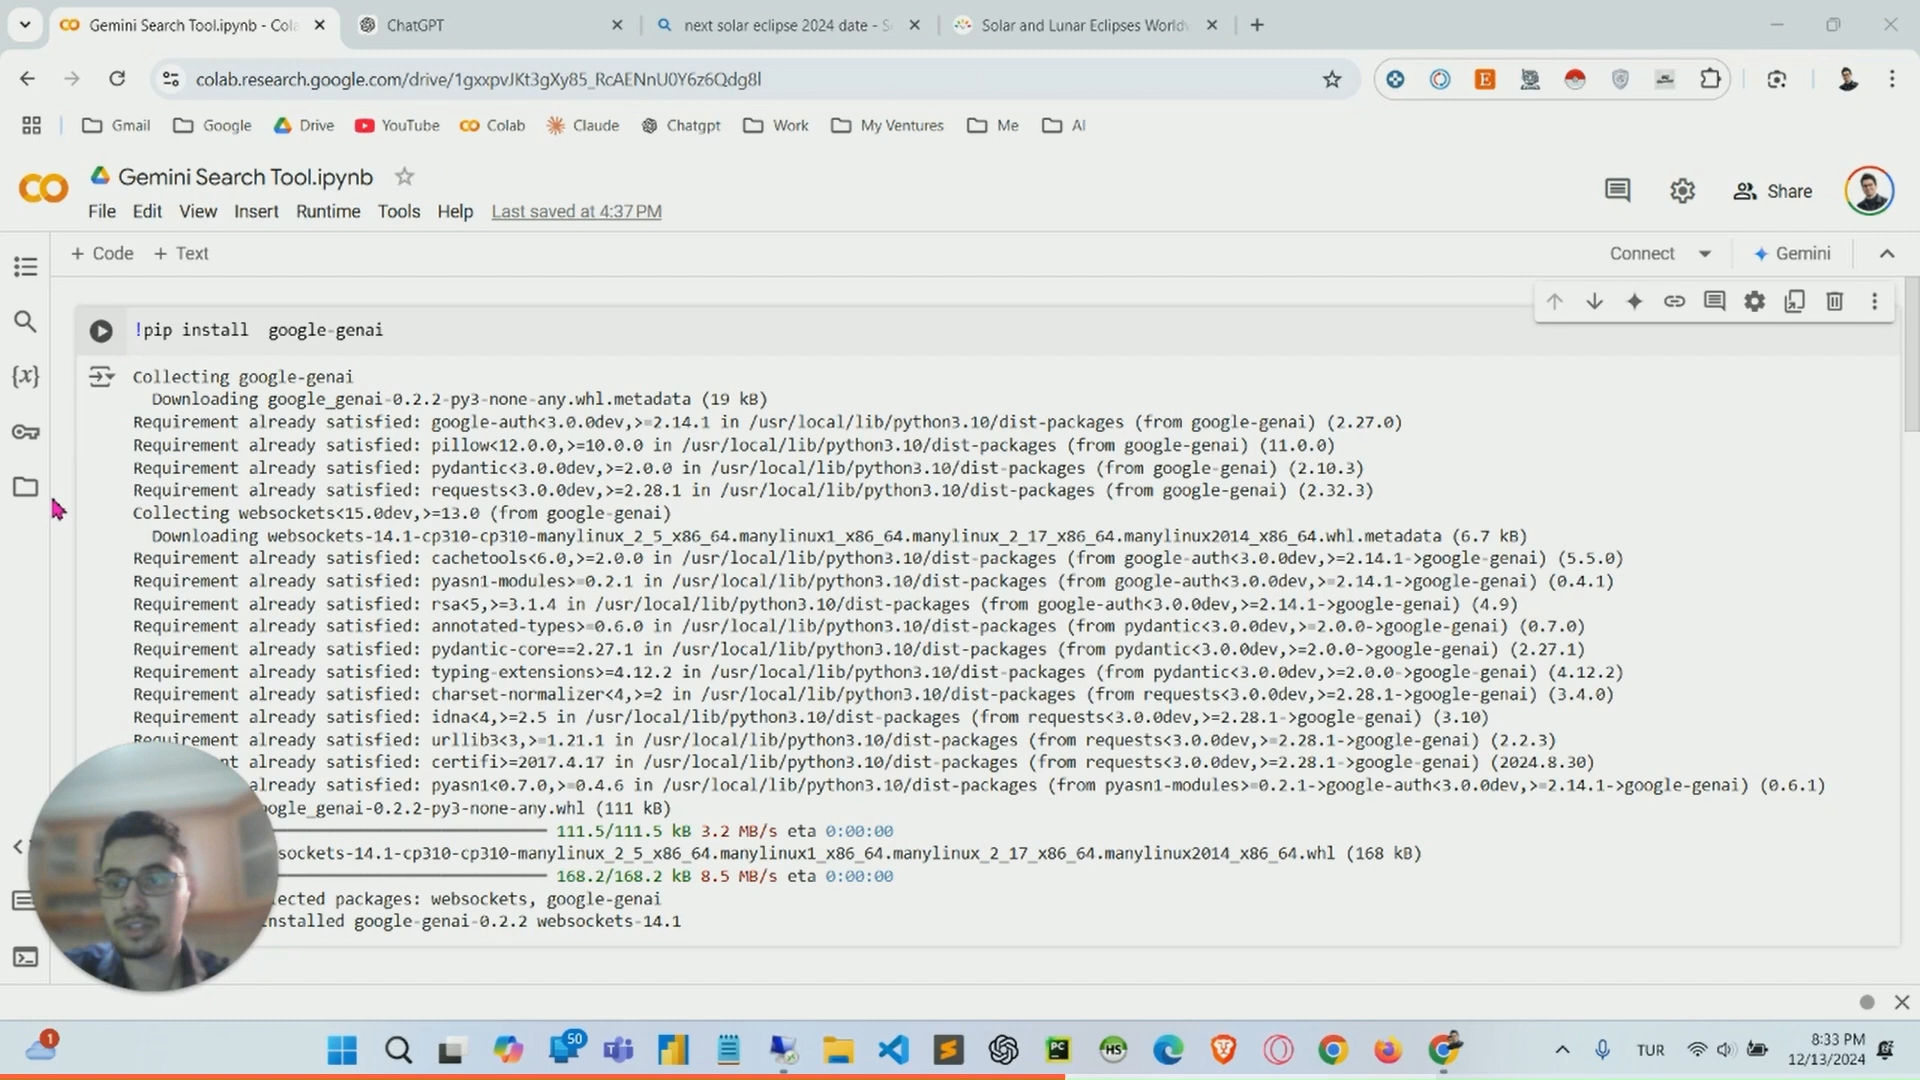 Gemini Search Tool.ipynb - Cola
ChatGPT
next solar eclipse 2024 date - S
Solar and Lunar Eclipses Worldw
colab.research.google.com/drive/1gxxpvJKt3gXy85_RcAENnU0Y6z6Qdg8l
Gmail
Google
Drive
YouTube
Colab
Claude
Chatgpt
Work
My Ventures
Me
AI
Gemini Search Tool.ipynb
Share
File Edit View Insert Runtime Tools Help Last saved at 4:37 PM
+ Code + Text
Connect
Gemini
!pip install  google-genai
Collecting google-genai
Downloading google_genai-0.2.2-py3-none-any.whl.metadata (19 kB)
Requirement already satisfied: google-auth<3.0.0dev,>=2.14.1 in /usr/local/lib/python3.10/dist-packages (from google-genai) (2.27.0)
Requirement already satisfied: pillow<12.0.0,>=10.0.0 in /usr/local/lib/python3.10/dist-packages (from google-genai) (11.0.0)
Requirement already satisfied: pydantic<3.0.0dev,>=2.0.0 in /usr/local/lib/python3.10/dist-packages (from google-genai) (2.10.3)
Requirement already satisfied: requests<3.0.0dev,>=2.28.1 in /usr/local/lib/python3.10/dist-packages (from google-genai) (2.32.3)
Collecting websockets<15.0dev,>=13.0 (from google-genai)
Downloading websockets-14.1-cp310-cp310-manylinux_2_5_x86_64.manylinux1_x86_64.manylinux_2_17_x86_64.manylinux2014_x86_64.whl.metadata (6.7 kB)
Requirement already satisfied: cachetools<6.0,>=2.0.0 in /usr/local/lib/python3.10/dist-packages (from google-auth<3.0.0dev,>=2.14.1->google-genai) (5.5.0)
Requirement already satisfied: pyasn1-modules>=0.2.1 in /usr/local/lib/python3.10/dist-packages (from google-auth<3.0.0dev,>=2.14.1->google-genai) (0.4.1)
Requirement already satisfied: rsa<5,>=3.1.4 in /usr/local/lib/python3.10/dist-packages (from google-auth<3.0.0dev,>=2.14.1->google-genai) (4.9)
Requirement already satisfied: annotated-types>=0.6.0 in /usr/local/lib/python3.10/dist-packages (from pydantic<3.0.0dev,>=2.0.0->google-genai) (0.7.0)
Requirement already satisfied: pydantic-core==2.27.1 in /usr/local/lib/python3.10/dist-packages (from pydantic<3.0.0dev,>=2.0.0->google-genai) (2.27.1)
Requirement already satisfied: typing-extensions>=4.12.2 in /usr/local/lib/python3.10/dist-packages (from pydantic<3.0.0dev,>=2.0.0->google-genai) (4.12.2)
Requirement already satisfied: charset-normalizer<4,>=2 in /usr/local/lib/python3.10/dist-packages (from requests<3.0.0dev,>=2.28.1->google-genai) (3.4.0)
Requirement already satisfied: idna<4,>=2.5 in /usr/local/lib/python3.10/dist-packages (from requests<3.0.0dev,>=2.28.1->google-genai) (3.10)
Requirement already satisfied: urllib3<3,>=1.21.1 in /usr/local/lib/python3.10/dist-packages (from requests<3.0.0dev,>=2.28.1->google-genai) (2.2.3)
nt already satisfied: certifi>=2017.4.17 in /usr/local/lib/python3.10/dist-packages (from requests<3.0.0dev,>=2.28.1->google-genai) (2024.8.30)
already satisfied: pyasn1<0.7.0,>=0.4.6 in /usr/local/lib/python3.10/dist-packages (from pyasn1-modules>=0.2.1->google-auth<3.0.0dev,>=2.14.1->google-genai) (0.6.1)
oogle_genai-0.2.2-py3-none-any.whl (111 kB)
111.5/111.5 kB 3.2 MB/s eta 0:00:00
sockets-14.1-cp310-cp310-manylinux_2_5_x86_64.manylinux1_x86_64.manylinux_2_17_x86_64.manylinux2014_x86_64.whl (168 kB)
168.2/168.2 kB 8.5 MB/s eta 0:00:00
lected packages: websockets, google-genai
installed google-genai-0.2.2 websockets-14.1
1
50
TUR
8:33 PM
12/13/2024